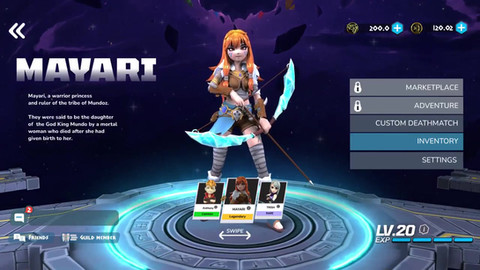 200.0
120.02
MAYARI
Mayari, a warrior princess
and ruler of the tribe of Mundoz.
They were said to be the daughter
of the God King Mundo by a mortal
woman who died after she had
given birth to her.
MARKETPLACE
ADVENTURE
CUSTOM DEATHMATCH
INVENTORY
SETTINGS
MAYARI
Legendary
SWIPE
2
FRIENDS
GUILD MEMBER
LV.20
EXP